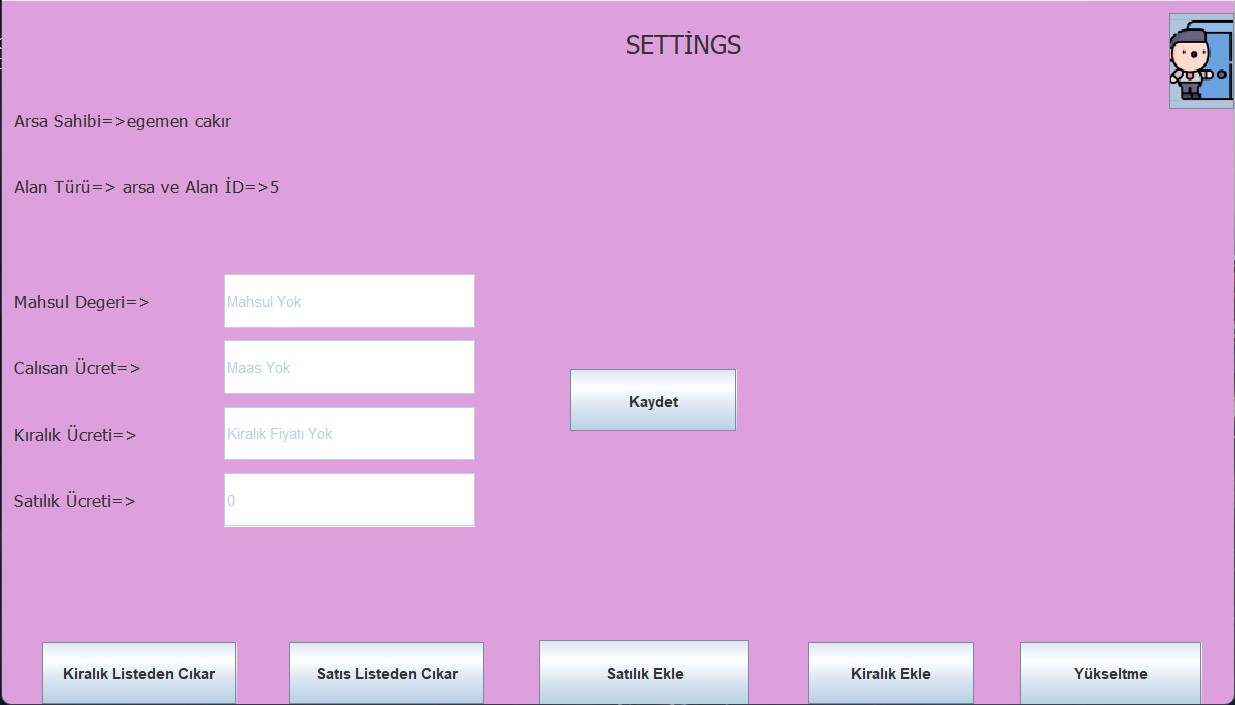 SETTİNGS
Arsa Sahibi=>egemen cakır
Alan Türü=> arsa ve Alan İD=>5
Mahsul Degeri=> Mahsul Yok
Calısan Ücret=> Maas Yok
Kıralık Ücreti=> Kiralık Fiyatı Yok
Satılık Ücreti=> 0
Kaydet
Kiralık Listeden Cıkar Satıs Listeden Cıkar Satılık Ekle Kiralık Ekle Yükseltme